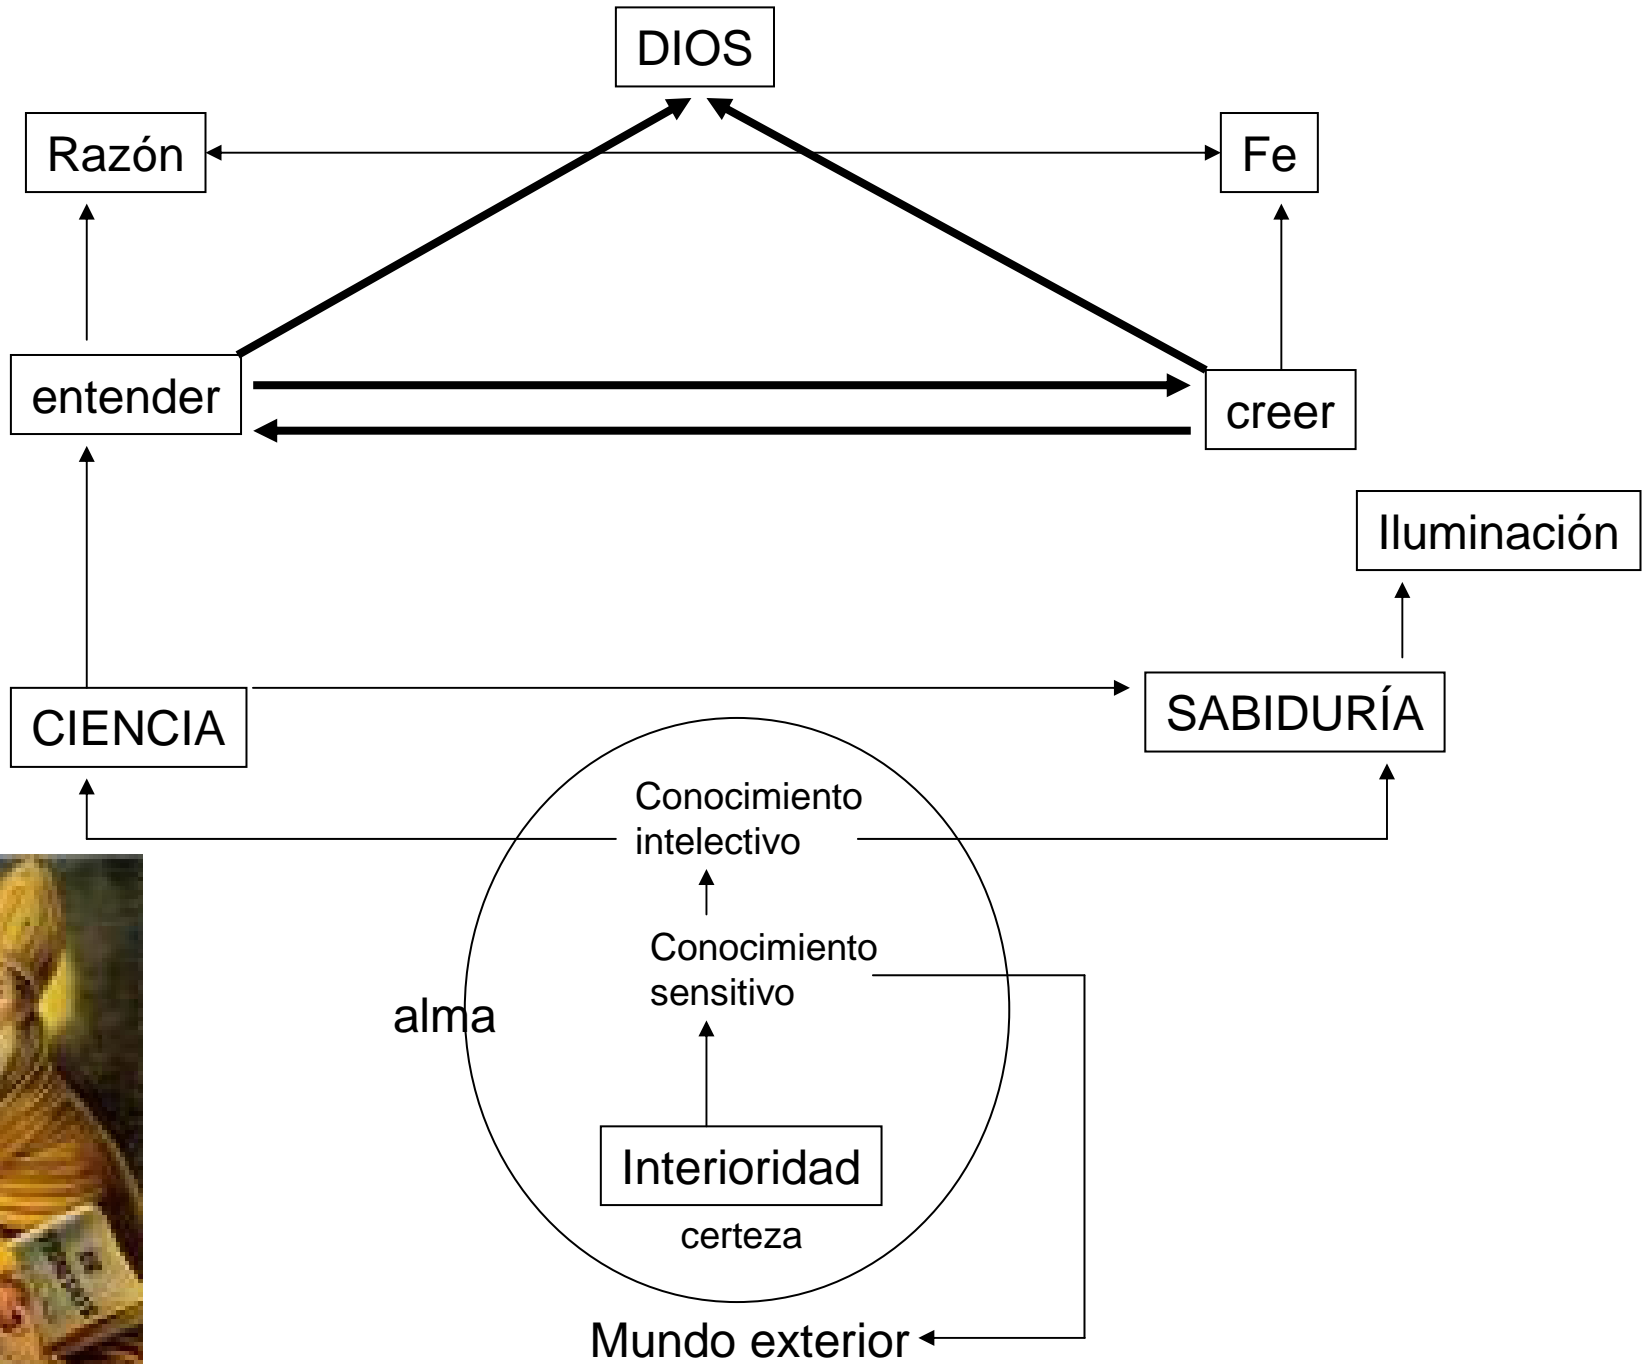 DIOS
Razón
Fe
entender
creer
Iluminación
CIENCIA
SABIDURÍA
Conocimiento
intelectivo
Conocimiento
sensitivo
alma
Interioridad
certeza
Mundo exterior